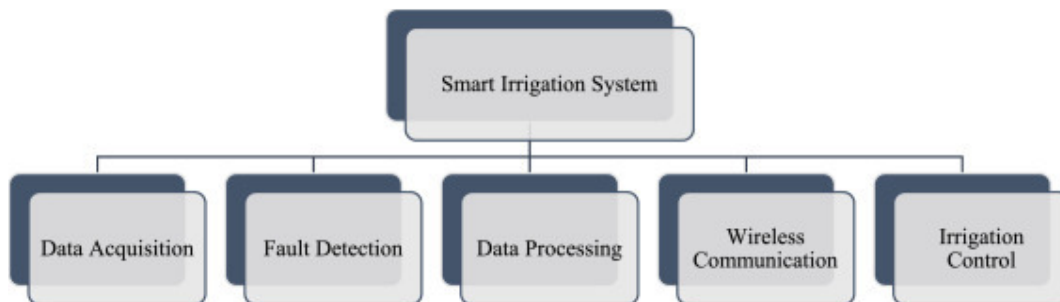 Smart Irrigation System
Data Acquisition
Fault Detection
Data Processing
Wireless
Communication
Irrigation
Control